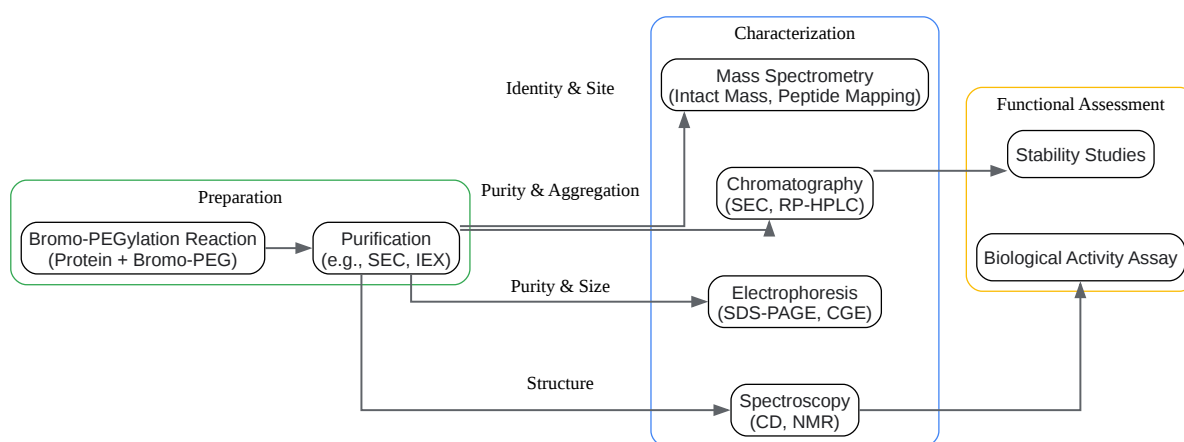 Preparation
Bromo-PEGylation Reaction
(Protein + Bromo-PEG)
Purification
(e.g., SEC, IEX)
Identity & Site
Purity & Aggregation
Purity & Size
Structure
Characterization
Mass Spectrometry
(Intact Mass, Peptide Mapping)
Chromatography
(SEC, RP-HPLC)
Electrophoresis
(SDS-PAGE, CGE)
Spectroscopy
(CD, NMR)
Functional Assessment
Stability Studies
Biological Activity Assay